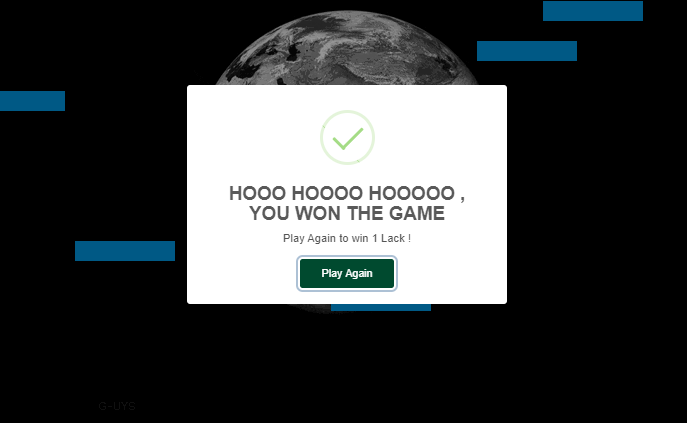 HOOO HOOOO HOOOOO ,
YOU WON THE GAME
Play Again to win 1 Lack !
Play Again
G-UYS